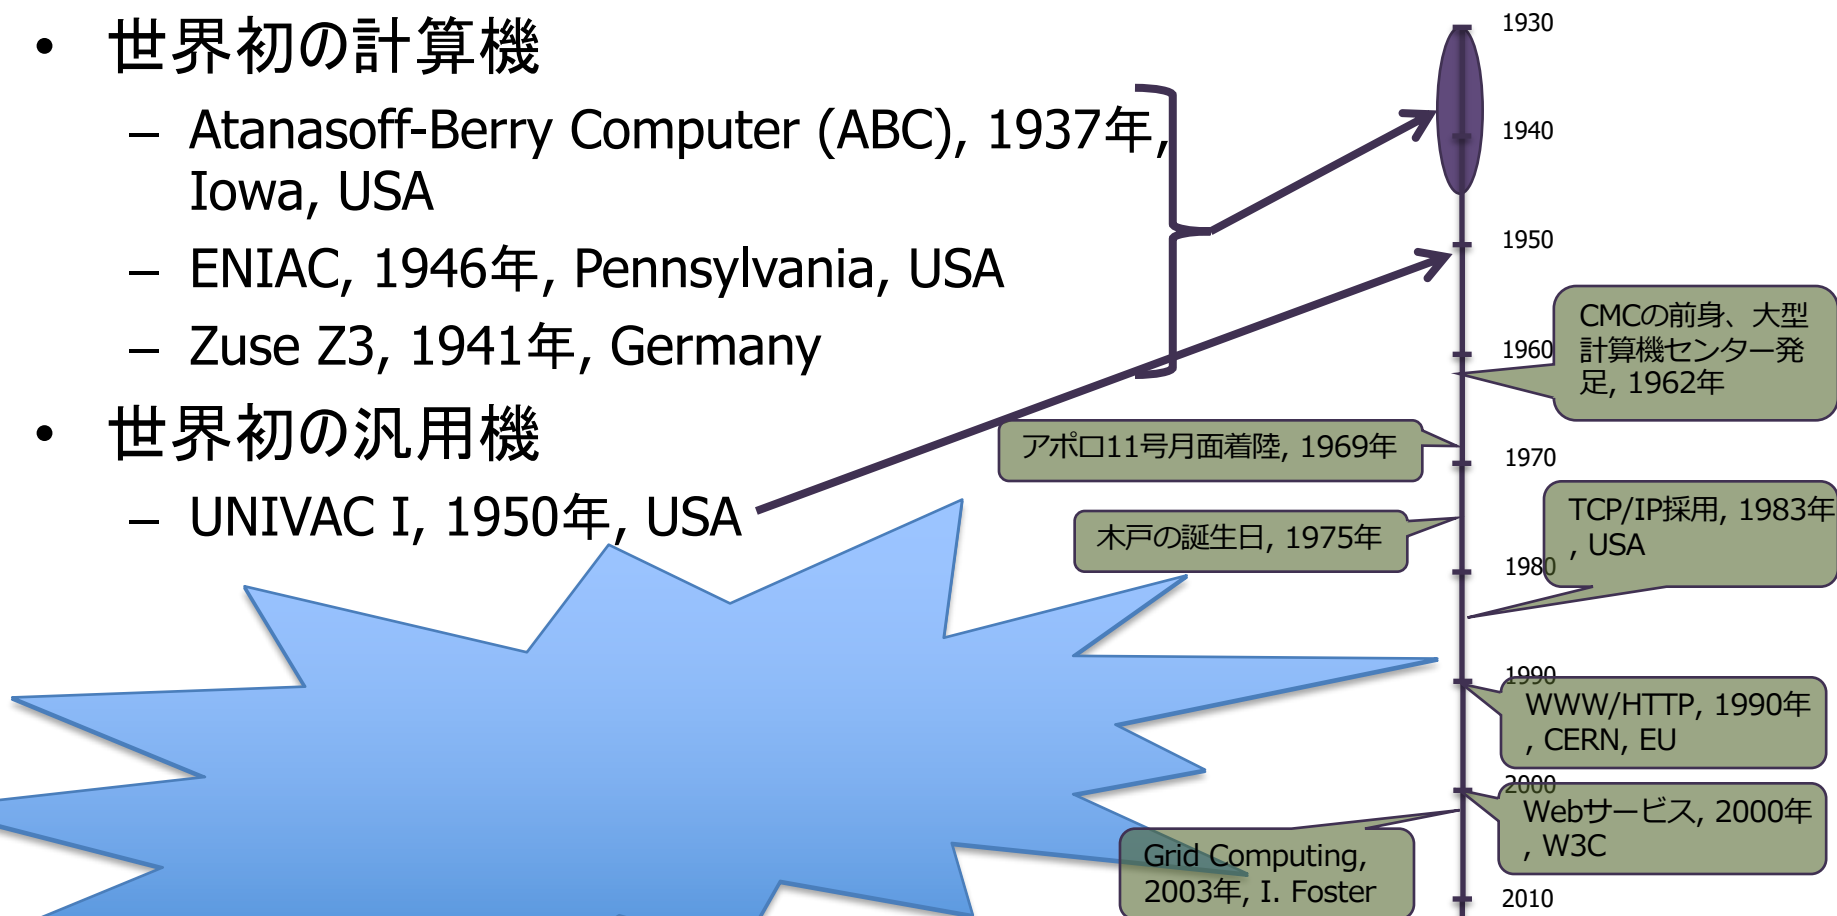 • 世界初の計算機
– Atanasoff-Berry Computer (ABC), 1937年,
Iowa, USA
– ENIAC, 1946年, Pennsylvania, USA
– Zuse Z3, 1941年, Germany
• 世界初の汎用機
– UNIVAC I, 1950年, USA
1930
1940
1950
CMCの前身、大型
計算機センター発
足, 1962年
1960
アポロ11号月面着陸, 1969年
1970
TCP/IP採用, 1983年
, USA
木戸の誕生日, 1975年
1980
1990
WWW/HTTP, 1990年
, CERN, EU
2000
Webサービス, 2000年
, W3C
Grid Computing,
2003年, I. Foster
2010